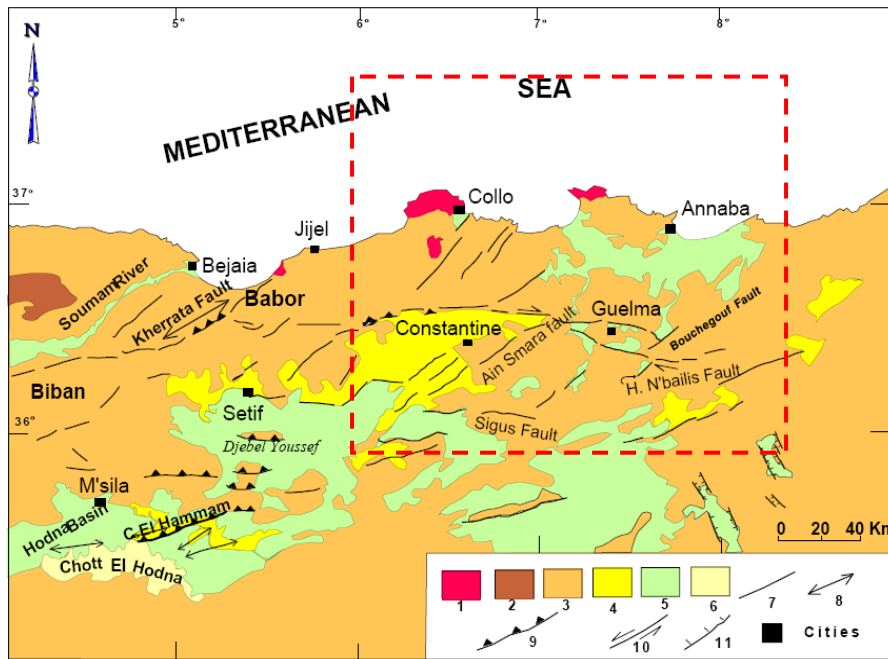 5° 6° 7° 8°
N
MEDITERRANEAN SEA
37°
Collo
Annaba
Jijel
Bejaia
Soumam River
Kherrata Fault
Babor
Constantine
Guelma
Ain Smara fault
Bouchegouf Fault
H. N'bailis Fault
Biban
Setif
36°
Sigus Fault
Djebel Youssef
M'sila
Hodna Basin
C.El Hammam
Chott El Hodna
0 20 40 Km
1 2 3 4 5 6 7 8
9 10 11 Cities